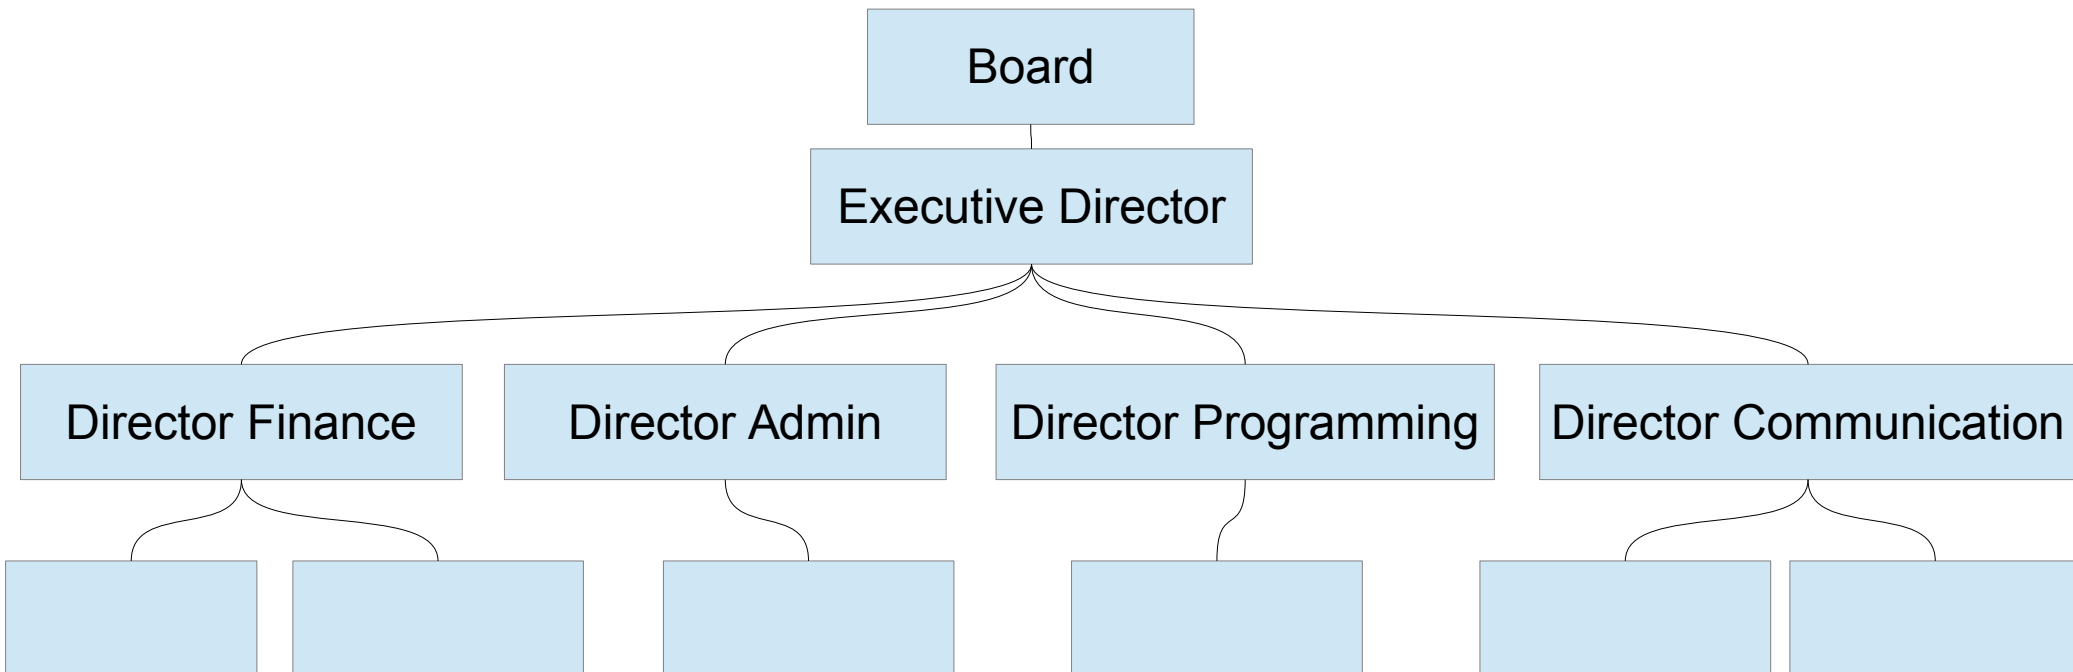 Board
Executive Director
Director Finance
Director Admin
Director Programming
Director Communication